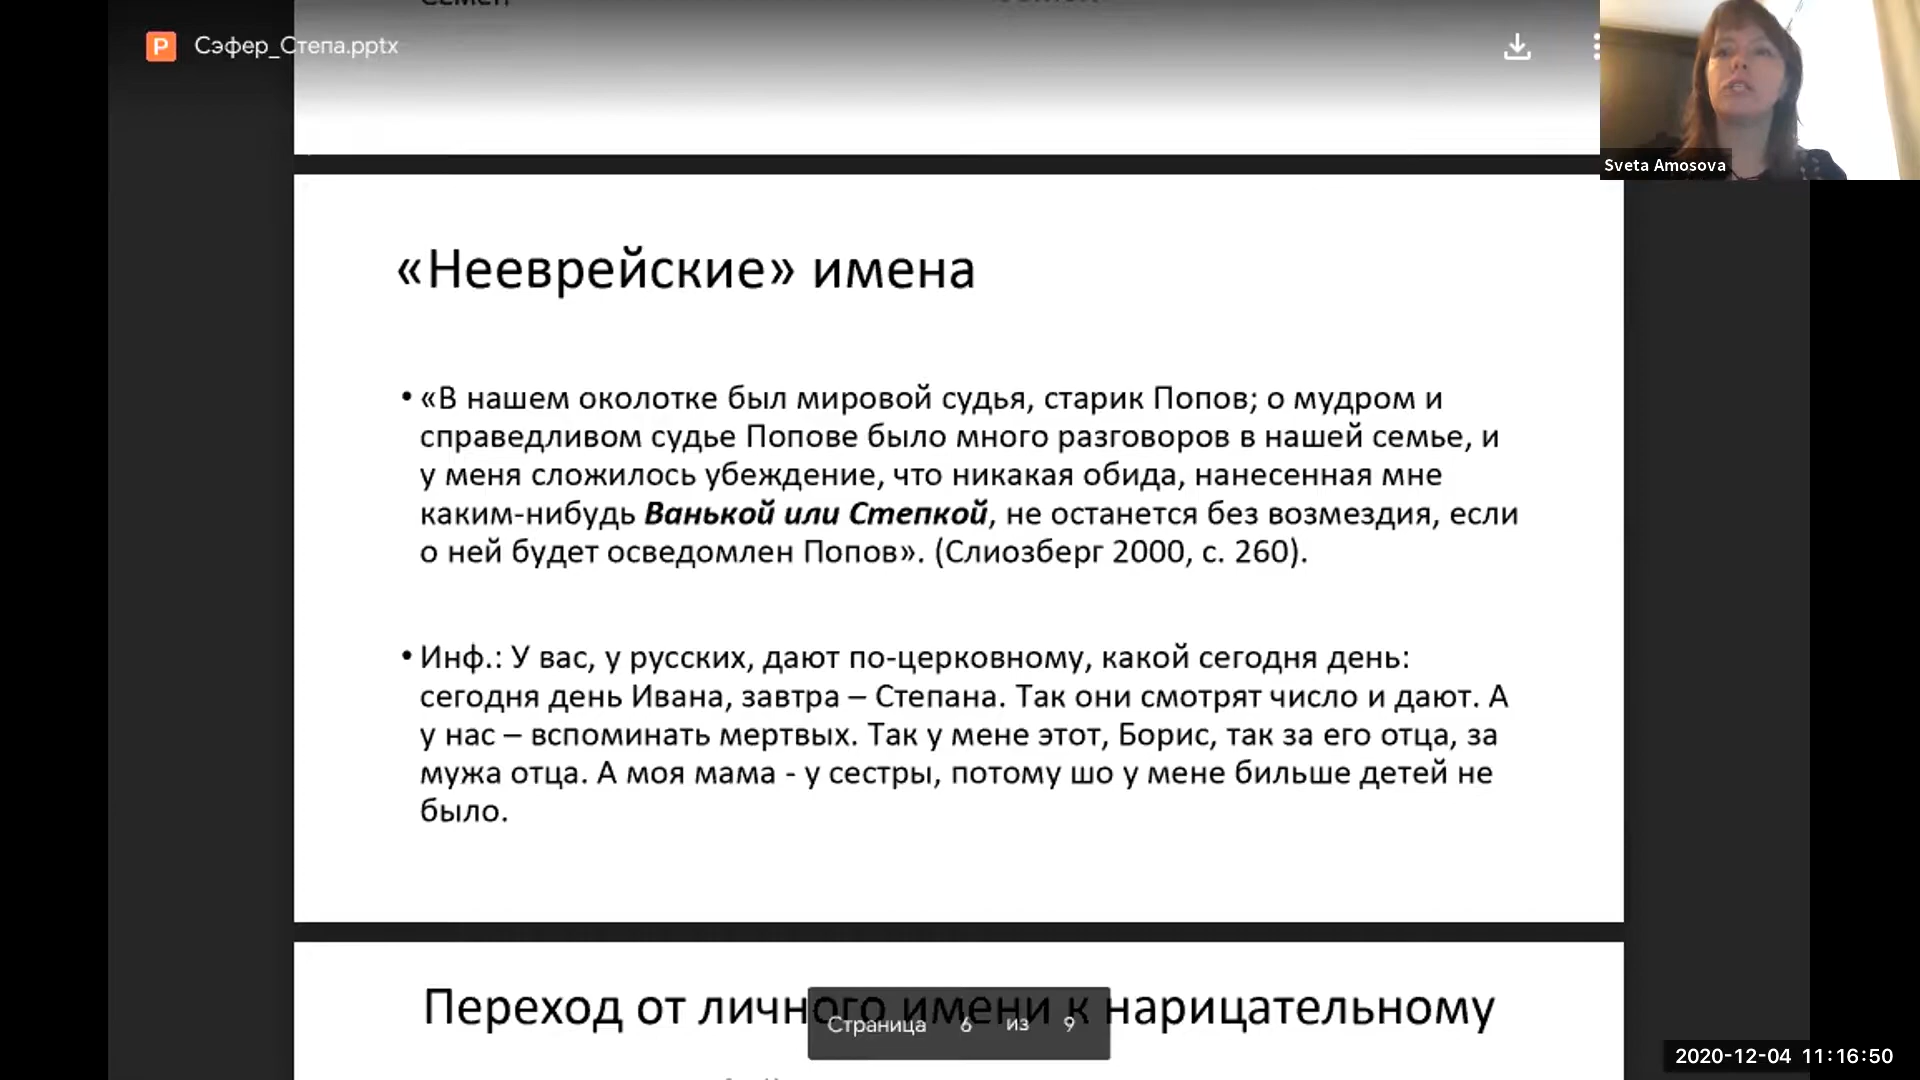 Сэфер_Степа.pptx
Sveta Amosova
«Нееврейские» имена
• «В нашем околотке был мировой судья, старик Попов; о мудром и
справедливом судье Попове было много разговоров в нашей семье, и
у меня сложилось убеждение, что никакая обида, нанесенная мне
каким-нибудь Ванькой или Степкой, не останется без возмездия, если
о ней будет осведомлен Попов». (Слиозберг 2000, с. 260).
• Инф.: У вас, у русских, дают по-церковному, какой сегодня день:
сегодня день Ивана, завтра – Степана. Так они смотрят число и дают. А
у нас – вспоминать мертвых. Так у мене этот, Борис, так за его отца, за
мужа отца. А моя мама - у сестры, потому шо у мене бильше детей не
было.
Переход от личного имени к нарицательному
Страница 6 из 9
2020-12-04 11:16:50